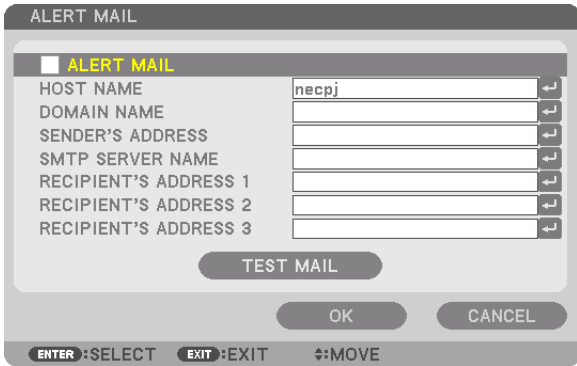 ALERT MAIL
ALERT MAIL
HOST NAME necpj
DOMAIN NAME
SENDER'S ADDRESS
SMTP SERVER NAME
RECIPIENT'S ADDRESS 1
RECIPIENT'S ADDRESS 2
RECIPIENT'S ADDRESS 3
TEST MAIL
OK CANCEL
ENTER:SELECT EXIT:EXIT :MOVE